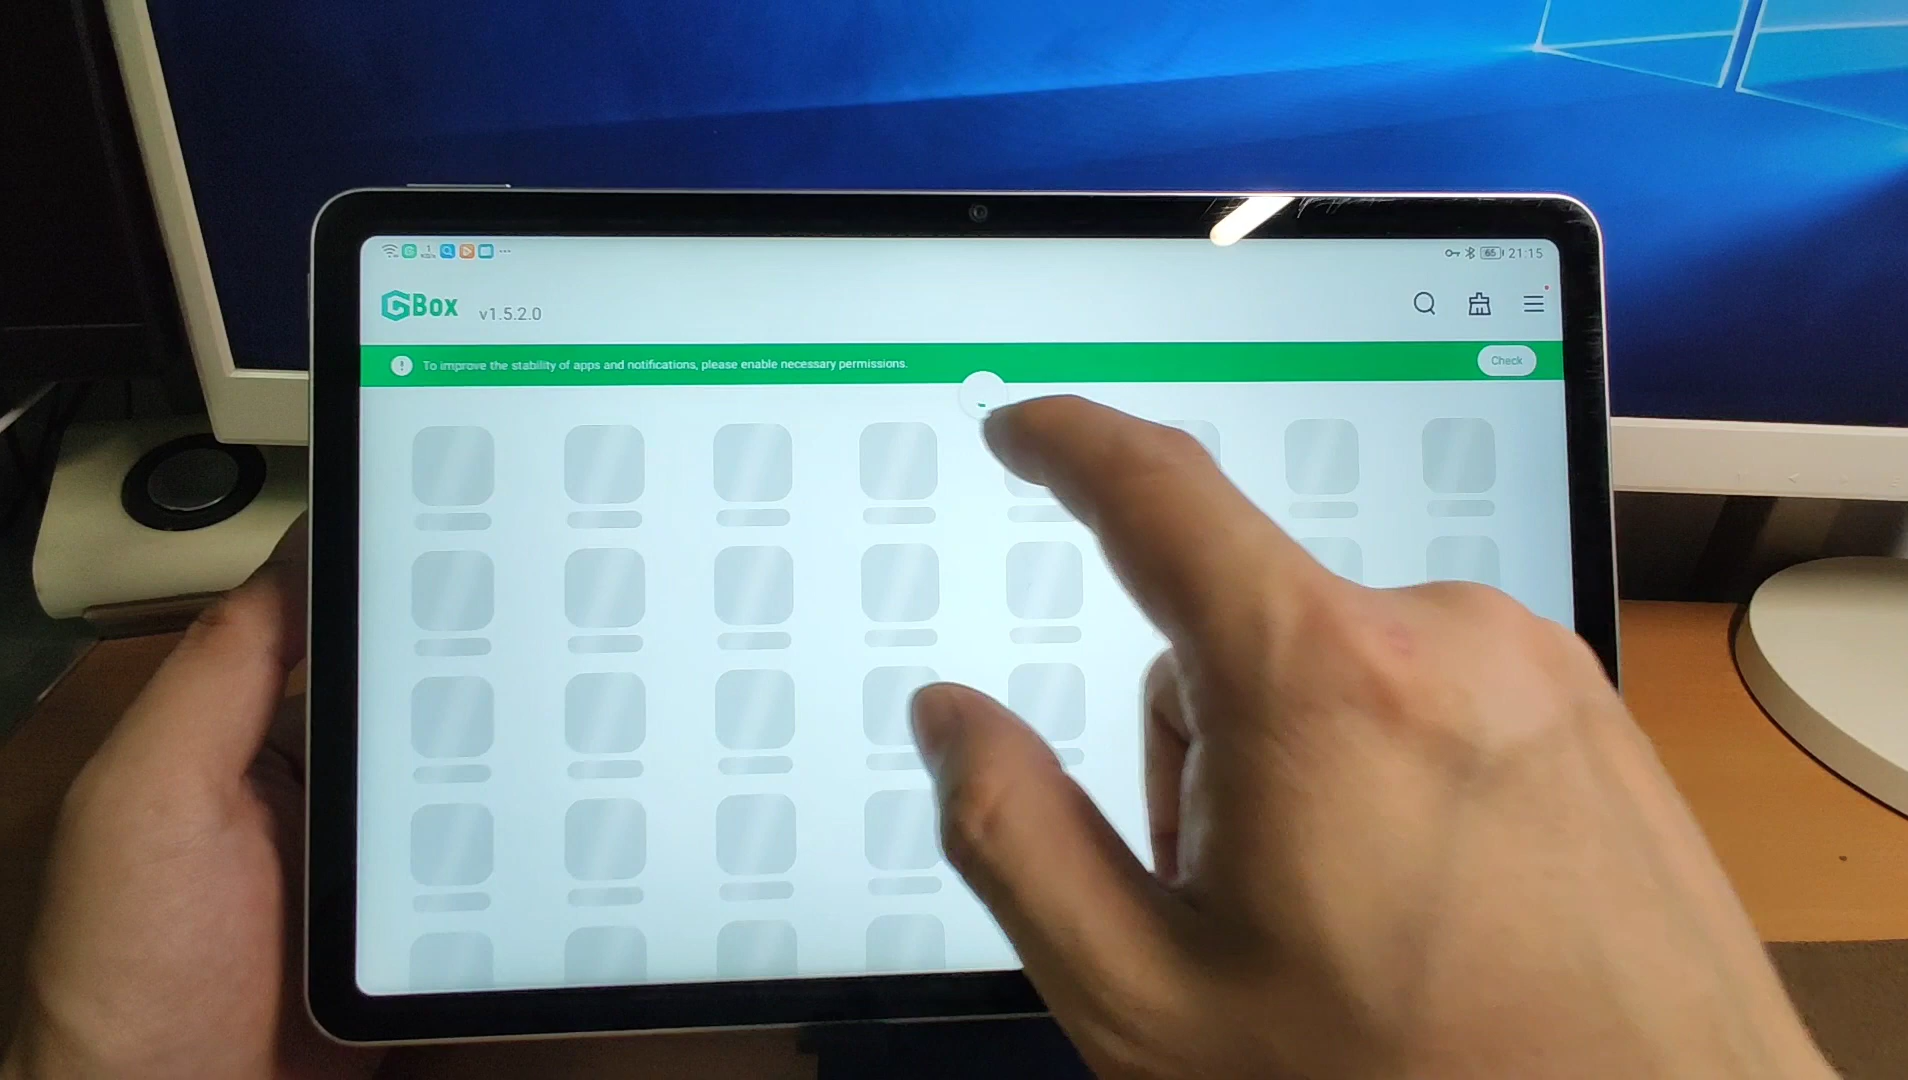 65 21:15
GBox v1.5.2.0
To improve the stability of apps and notifications, please enable necessary permissions.
Check